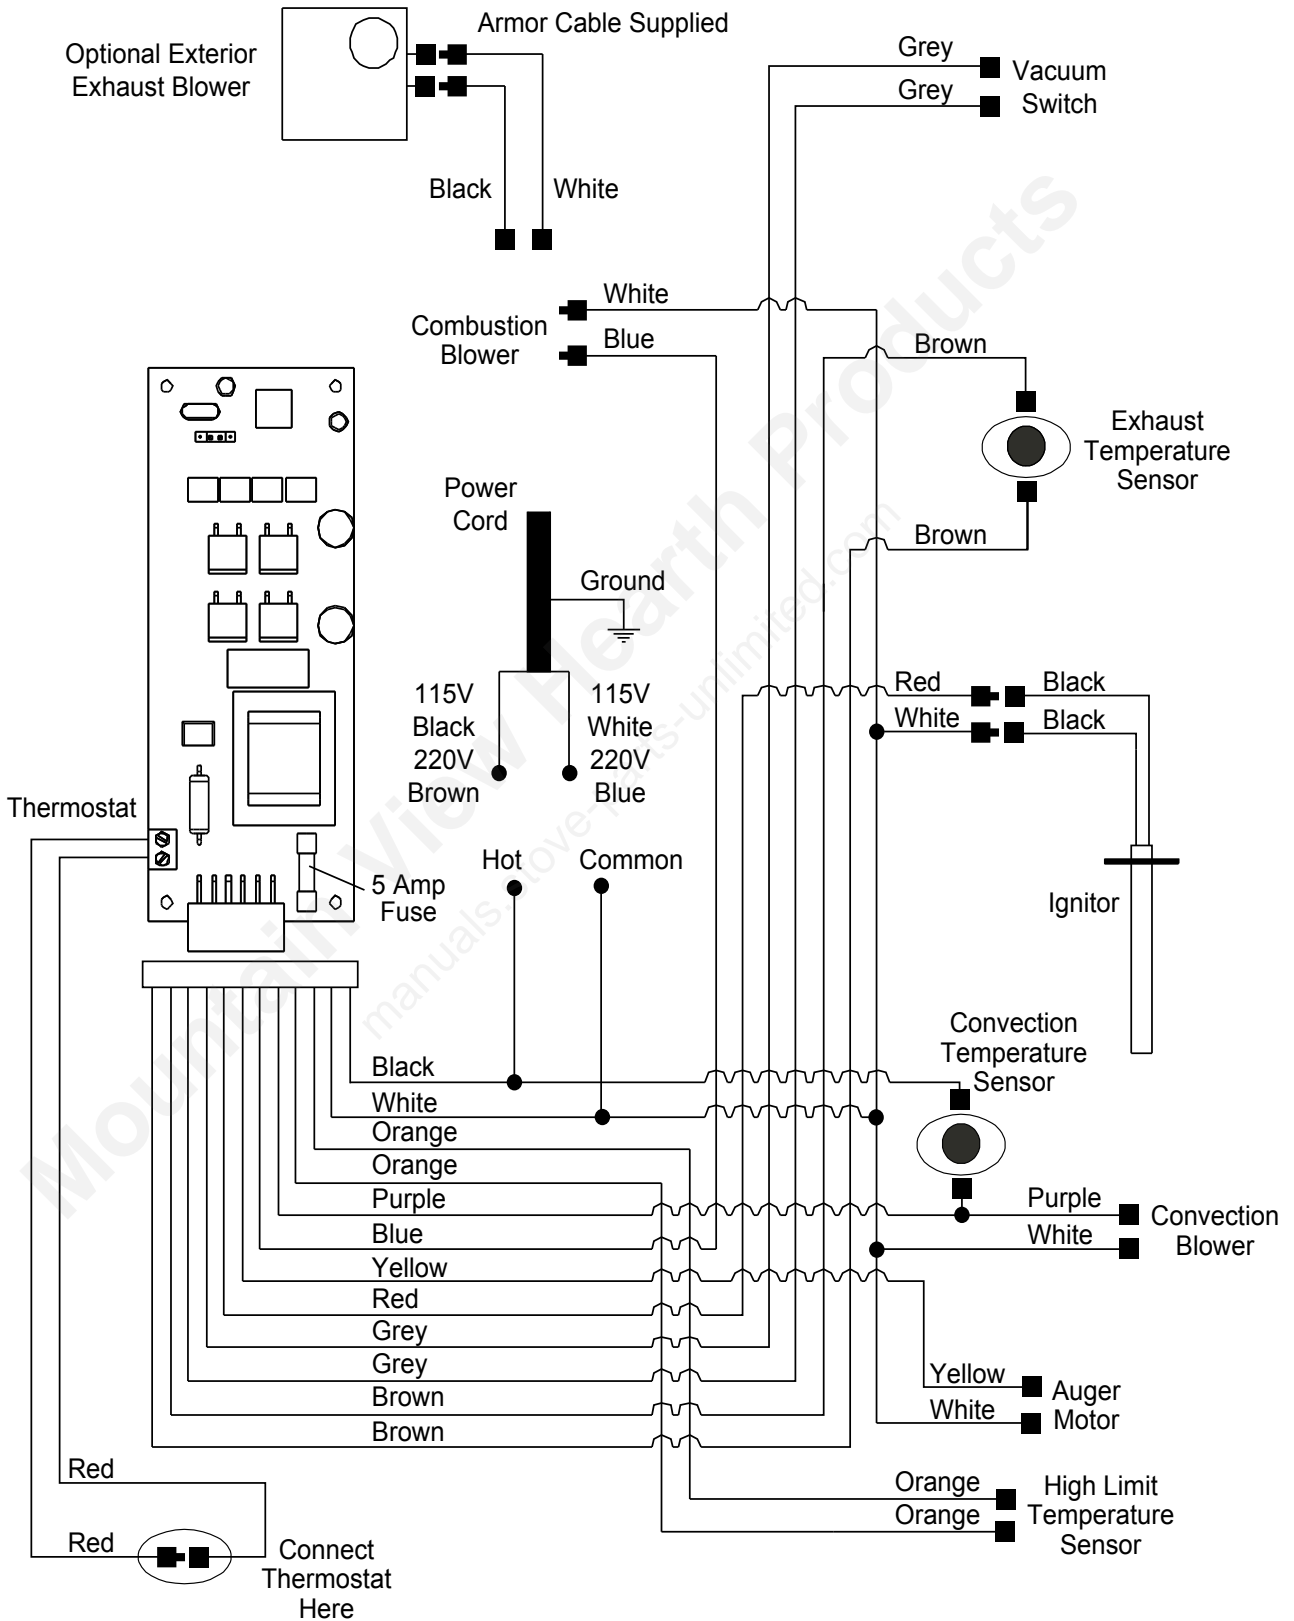 Armor Cable Supplied
Optional Exterior
Exhaust Blower
Grey
Grey
Vacuum
Switch
Black
White
White
Combustion
Blower
Blue
Brown
Exhaust
Temperature
Sensor
Brown
Power
Cord
Ground
115V
Black
220V
Brown
115V
White
220V
Blue
Red
Black
White
Black
Thermostat
5 Amp
Fuse
Hot
Common
Ignitor
Convection
Temperature
Sensor
Black
White
Orange
Orange
Purple
Blue
Yellow
Red
Grey
Grey
Brown
Brown
Purple
White
Convection
Blower
Yellow
White
Auger
Motor
Orange
Orange
High Limit
Temperature
Sensor
Red
Red
Connect
Thermostat
Here
Mountain View Hearth Products
manuals.stove-parts-unlimited.com